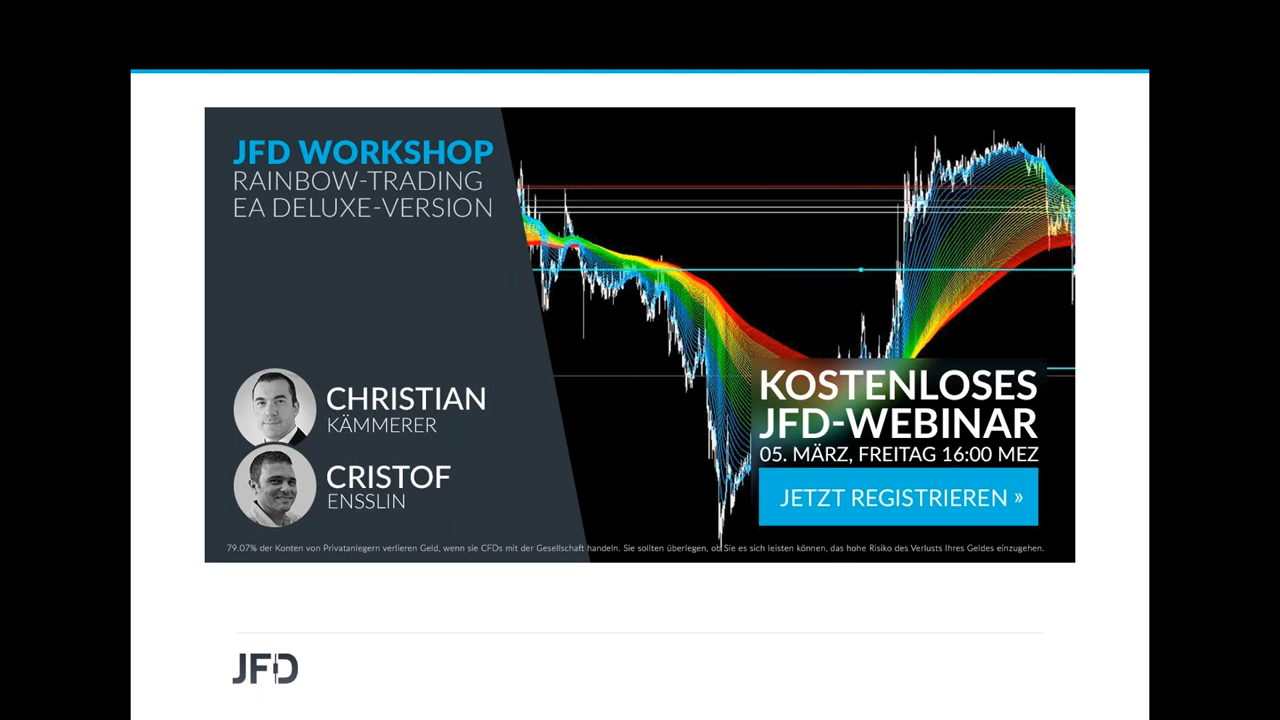 JFD WORKSHOP
RAINBOW-TRADING
EA DELUXE-VERSION
CHRISTIAN
KÄMMERER
CRISTOF
ENSSLIN
KOSTENLOSES
JFD-WEBINAR
05. MÄRZ, FREITAG 16:00 MEZ
JETZT REGISTRIEREN »
79.07% der Konten von Privatanlegern verlieren Geld, wenn sie CFDs mit der Gesellschaft handeln. Sie sollten überlegen, ob Sie es sich leisten können, das hohe Risiko des Verlusts Ihres Geldes einzugehen.
JFD